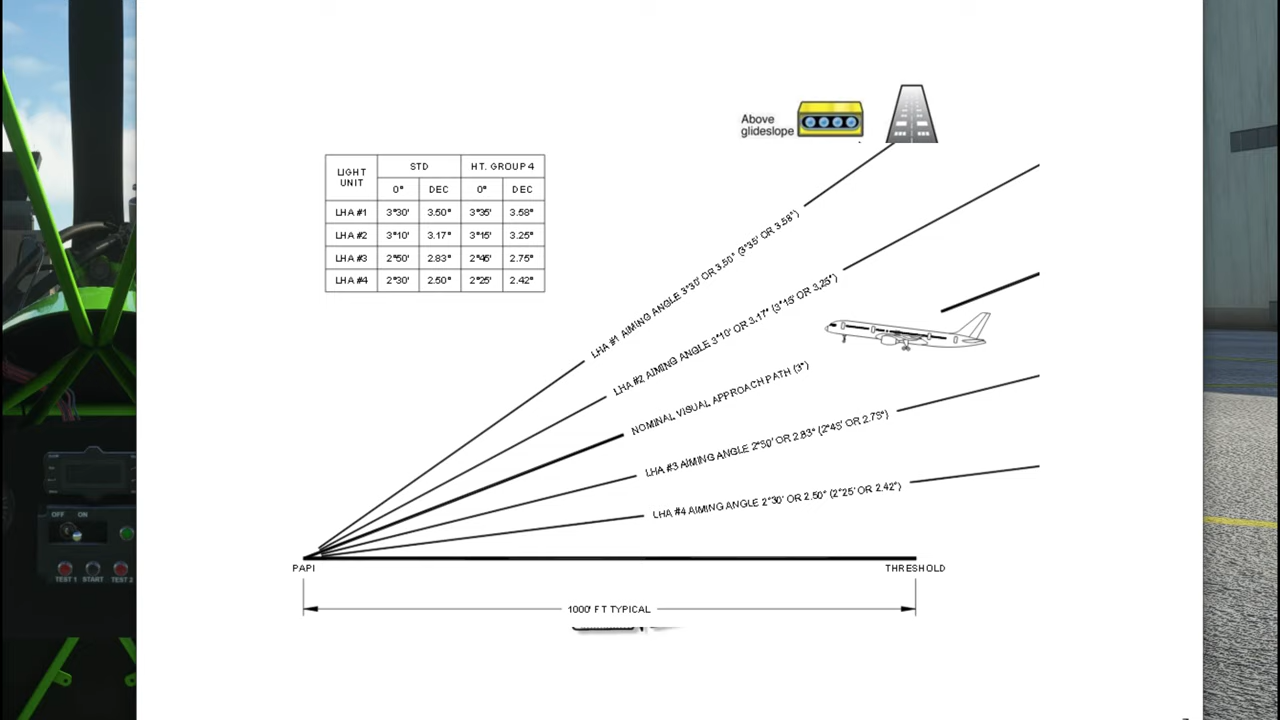 Above
glideslope
LIGHT UNIT STD HT. GROUP 4
0° DEC 0° DEC
LHA #1 3°30' 3.50° 3°35' 3.58°
LHA #2 3°10' 3.17° 3°15' 3.25°
LHA #3 2°50' 2.83° 2°45' 2.75°
LHA #4 2°30' 2.50° 2°25' 2.42°
LHA #1 AIMING ANGLE 3°30' OR 3.50° (3°35' OR 3.58°)
LHA #2 AIMING ANGLE 3°10' OR 3.17° (3°15' OR 3.25°)
NOMINAL VISUAL APPROACH PATH (3°)
LHA #3 AIMING ANGLE 2°50' OR 2.83° (2°45' OR 2.75°)
LHA #4 AIMING ANGLE 2°30' OR 2.50° (2°25' OR 2.42°)
PAPI
THRESHOLD
1000' FT TYPICAL
OFF ON
TEST 1 START TEST 2